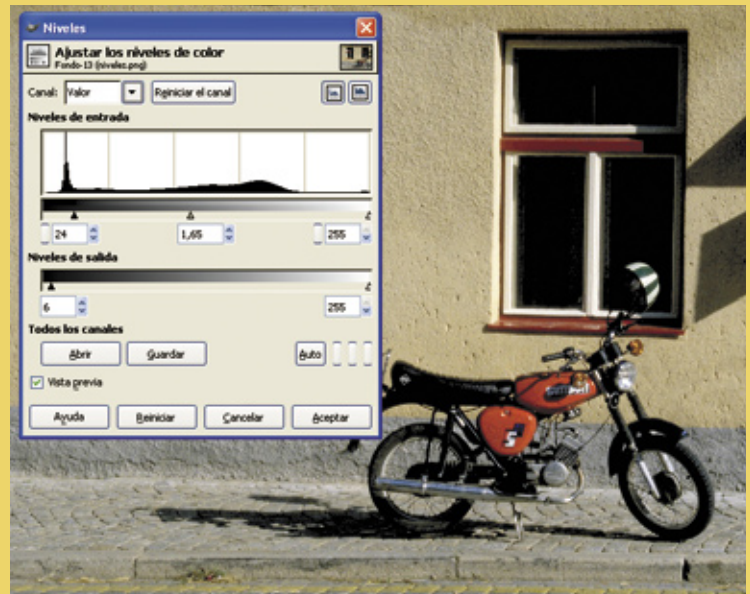 Niveles
Ajustar los niveles de color
Fondo-13 (niveles.png)
Canal: Valor Reiniciar el canal
Niveles de entrada
24 1,65 255
Niveles de salida
6 255
Todos los canales
Abrir Guardar Auto
Vista previa
Ayuda Reiniciar Cancelar Aceptar